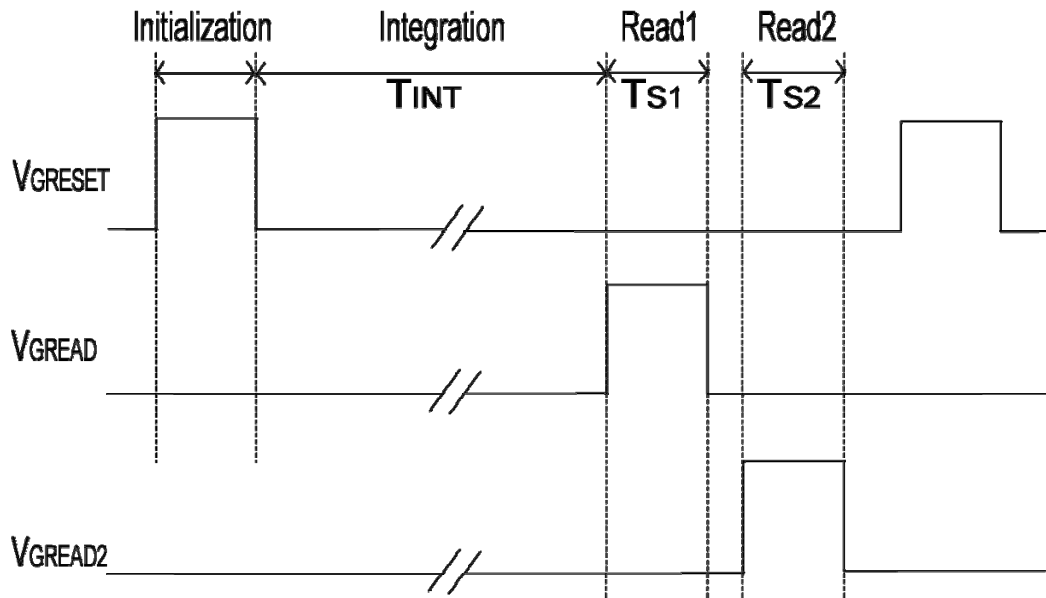 Initialization Integration Read1 Read2
TINT TS1 TS2
VGRESET
VGREAD
VGREAD2